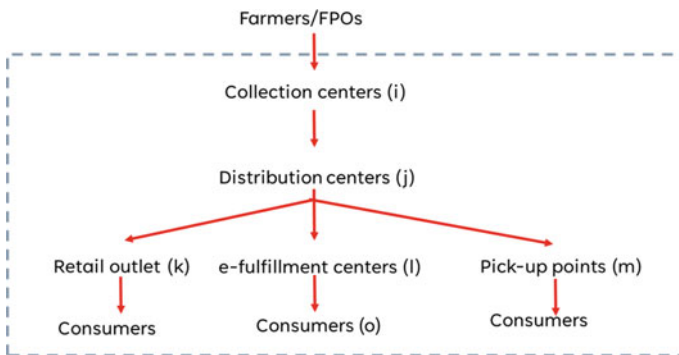 Farmers/FPOs
Collection centers (i)
Distribution centers (j)
Retail outlet (k) e-fulfillment centers (l) Pick-up points (m)
Consumers Consumers (o) Consumers